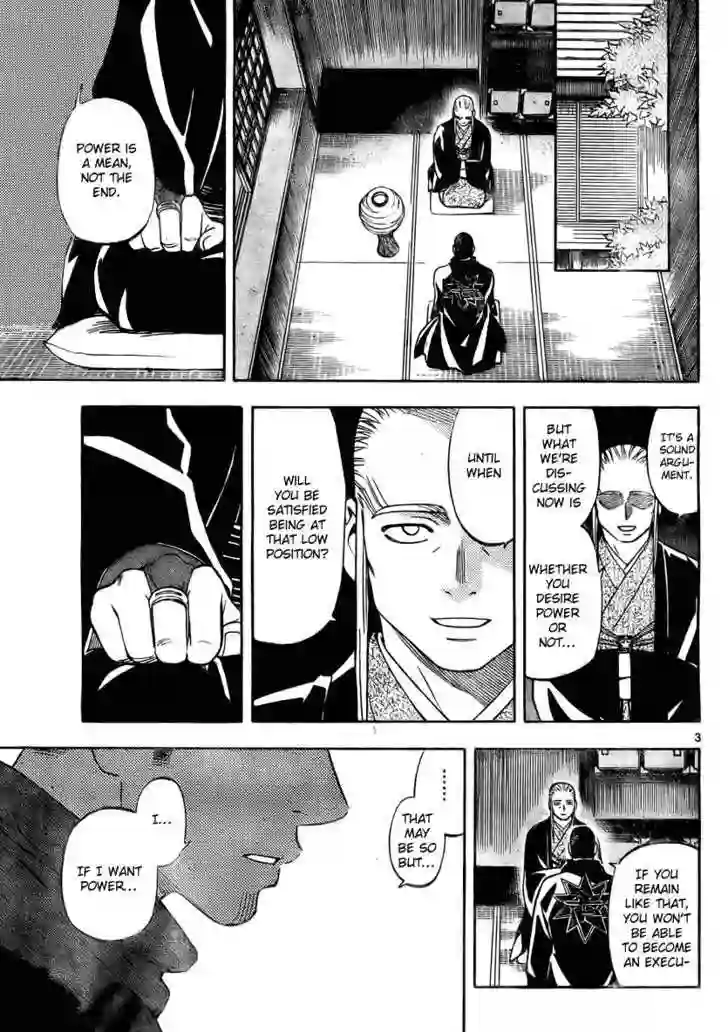 POWER IS
A MEAN,
NOT THE
END.
IT'S A
SOUND
ARGU-
MENT.
BUT
WHAT
WE'RE
DIS-
CUSSING
NOW IS
WHETHER
YOU
DESIRE
POWER
OR
NOT...
UNTIL
WHEN
WILL
YOU BE
SATISFIED
BEING AT
THAT LOW
POSITION?
3
IF YOU
REMAIN
LIKE THAT,
YOU WON'T
BE ABLE
TO BECOME
AN EXECU-
......
THAT
MAY BE
SO BUT...
I...
IF I WANT
POWER...